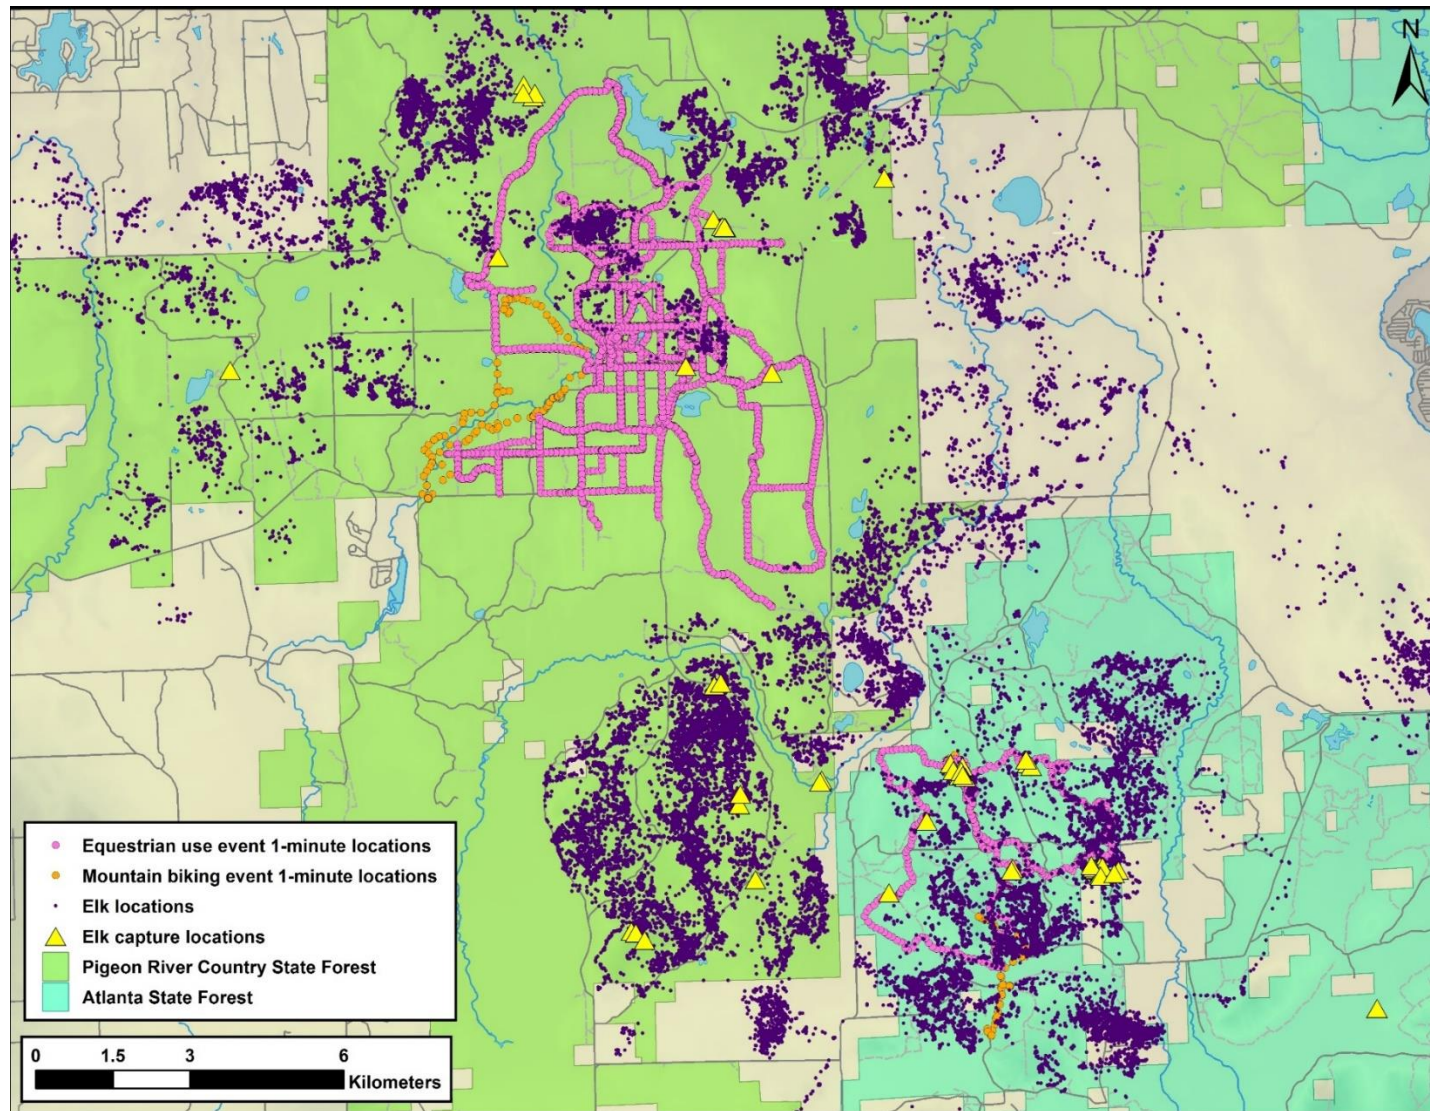 N
Equestrian use event 1-minute locations
Mountain biking event 1-minute locations
Elk locations
Elk capture locations
Pigeon River Country State Forest
Atlanta State Forest
0 1.5 3 6
Kilometers